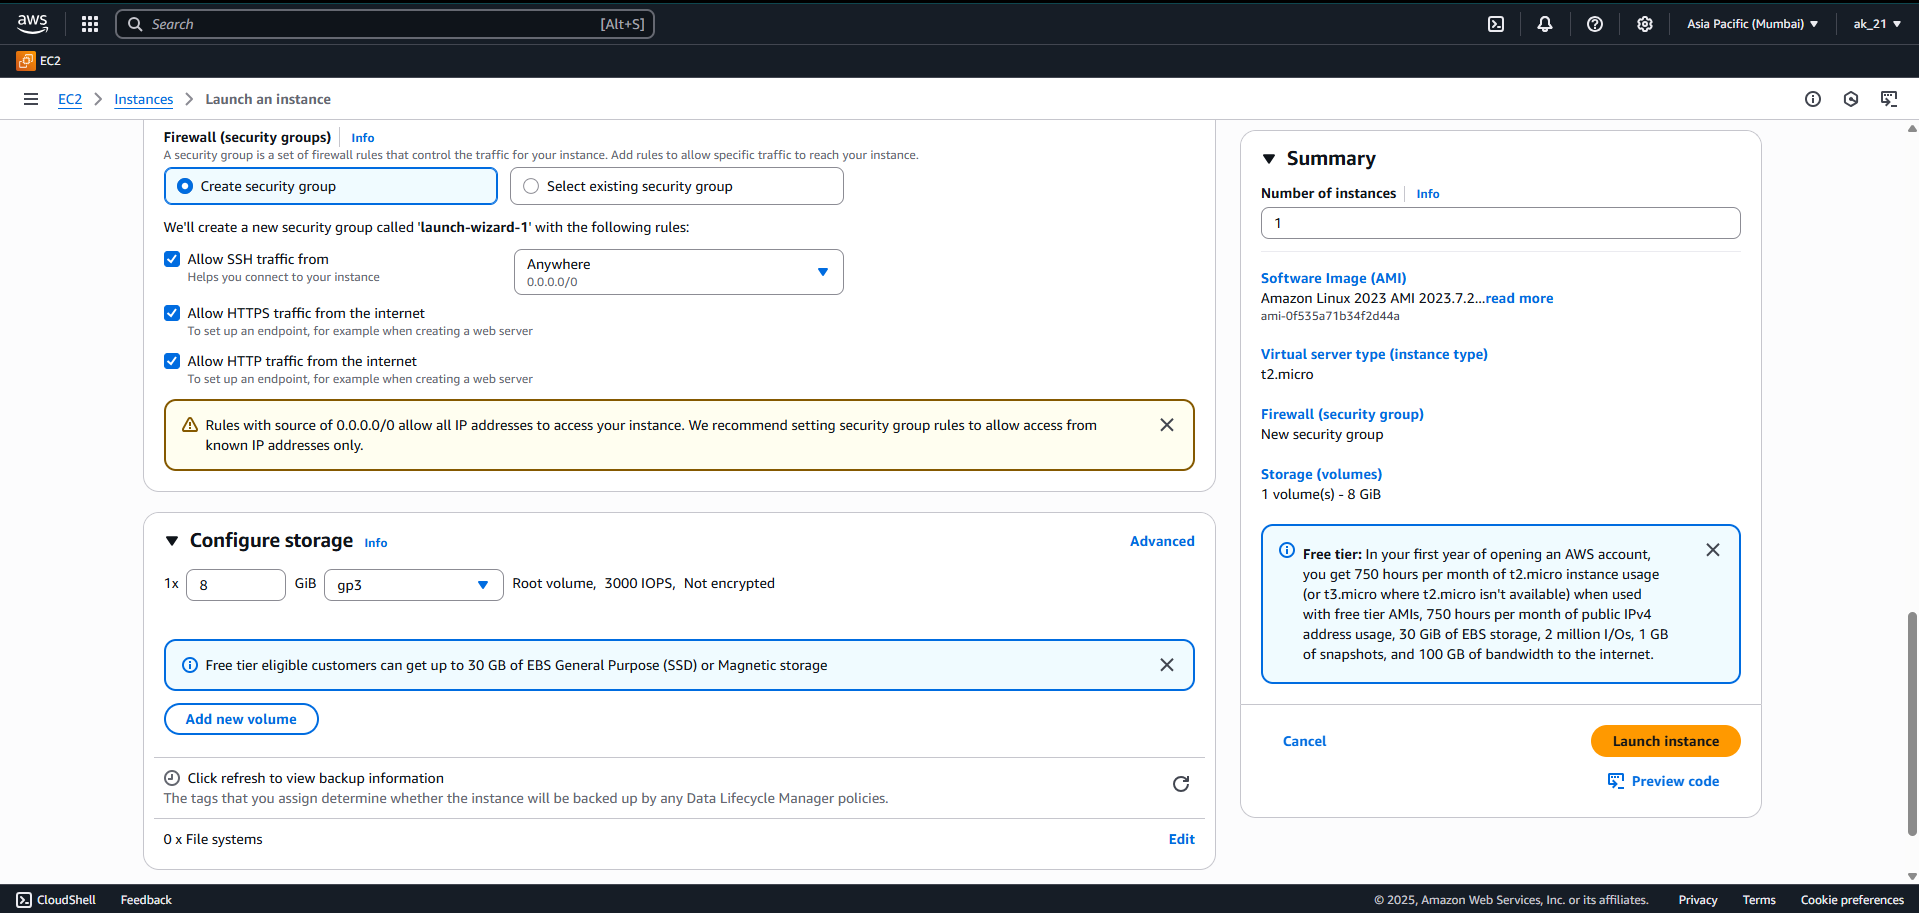 aws
Search
[Alt+S]
Asia Pacific (Mumbai)
ak_21
EC2
EC2
Instances
Launch an instance
Firewall (security groups)
Info
A security group is a set of firewall rules that control the traffic for your instance. Add rules to allow specific traffic to reach your instance.
Create security group
Select existing security group
We'll create a new security group called 'launch-wizard-1' with the following rules:
Allow SSH traffic from
Helps you connect to your instance
Anywhere
0.0.0.0/0
Allow HTTPS traffic from the internet
To set up an endpoint, for example when creating a web server
Allow HTTP traffic from the internet
To set up an endpoint, for example when creating a web server
Rules with source of 0.0.0.0/0 allow all IP addresses to access your instance. We recommend setting security group rules to allow access from
known IP addresses only.
Configure storage
Info
Advanced
1x
8
GiB
gp3
Root volume, 3000 IOPS, Not encrypted
Free tier eligible customers can get up to 30 GB of EBS General Purpose (SSD) or Magnetic storage
Add new volume
Click refresh to view backup information
The tags that you assign determine whether the instance will be backed up by any Data Lifecycle Manager policies.
0 x File systems
Edit
Summary
Number of instances
Info
1
Software Image (AMI)
Amazon Linux 2023 AMI 2023.7.2...read more
ami-0f535a71b34f2d44a
Virtual server type (instance type)
t2.micro
Firewall (security group)
New security group
Storage (volumes)
1 volume(s) - 8 GiB
Free tier: In your first year of opening an AWS account,
you get 750 hours per month of t2.micro instance usage
(or t3.micro where t2.micro isn't available) when used
with free tier AMIs, 750 hours per month of public IPv4
address usage, 30 GiB of EBS storage, 2 million I/Os, 1 GB
of snapshots, and 100 GB of bandwidth to the internet.
Cancel
Launch instance
Preview code
CloudShell
Feedback
© 2025, Amazon Web Services, Inc. or its affiliates.
Privacy
Terms
Cookie preferences